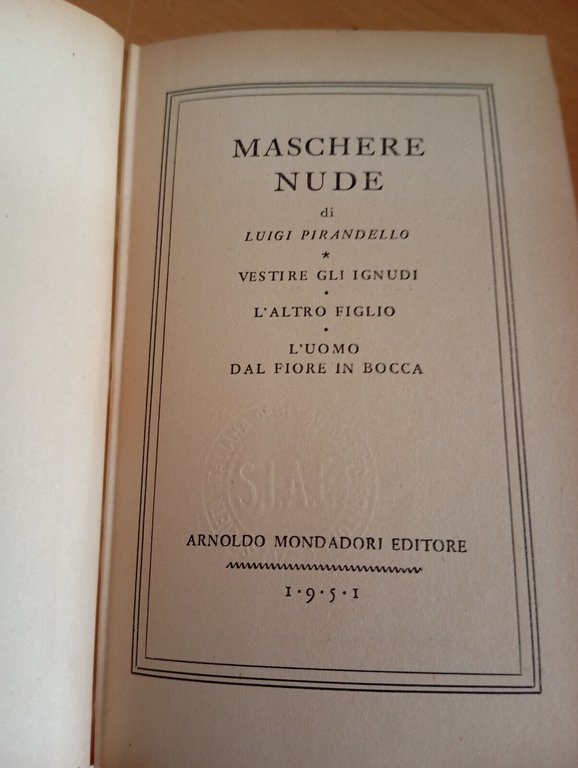 MASCHERE
NUDE
di
LUIGI PIRANDELLO
*
VESTIRE GLI IGNUDI
•
L'ALTRO FIGLIO
•
L'UOMO
DAL FIORE IN BOCCA
ARNOLDO MONDADORI EDITORE
1•9•5•1